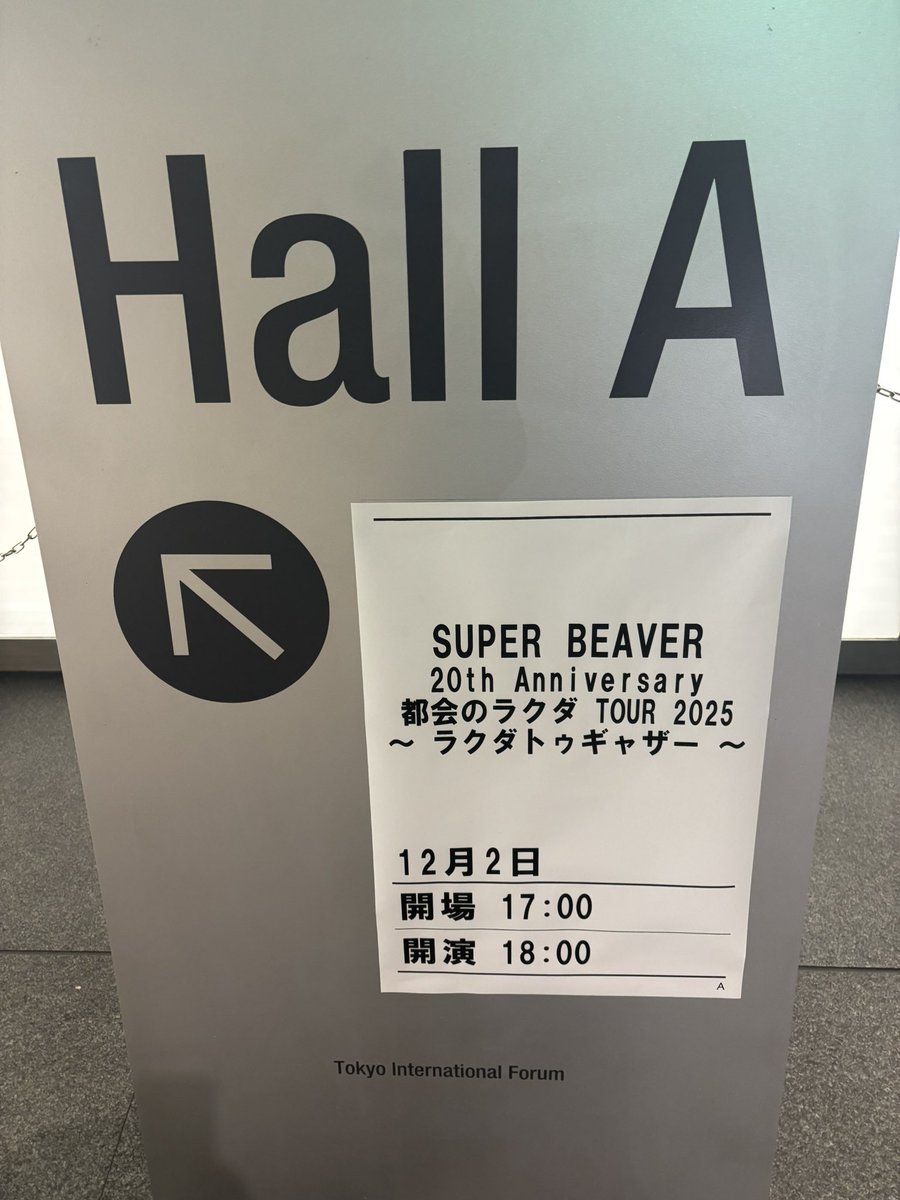 Hall A
SUPER BEAVER
20th Anniversary
都会のラクダ TOUR 2025
～ ラクダトゥギャザー ～
12月2日
開場 17:00
開演 18:00
A
Tokyo International Forum